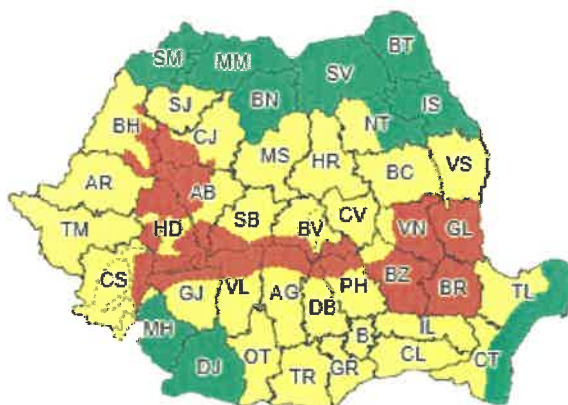 BT
SM MM SV
BN IS
SJ NT
BH CJ
MS HR BC VS
AR AB
SB BV CV
TM HD VN GL
CS
GJ VL AG DB PH BZ BR TL
MH IL
DJ OT B CT
TR GR CL